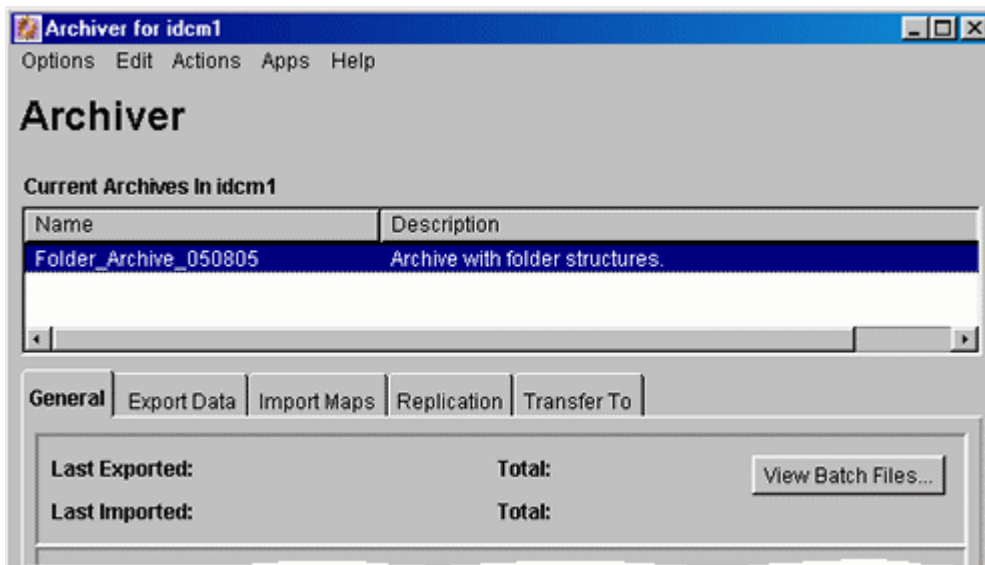 Archiver for idcm1
Options Edit Actions Apps Help
Archiver
Current Archives In idcm1
Name Description
Folder_Archive_050805 Archive with folder structures.
General Export Data Import Maps Replication Transfer To
Last Exported: Total: View Batch Files...
Last Imported: Total: